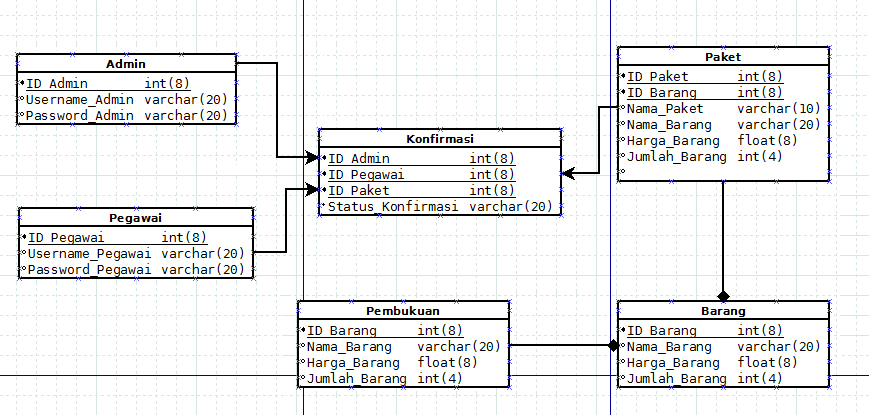 Admin
ID_Admin int(8)
Username_Admin varchar(20)
Password_Admin varchar(20)
Pegawai
ID_Pegawai int(8)
Username_Pegawai varchar(20)
Password_Pegawai varchar(20)
Konfirmasi
ID_Admin int(8)
ID_Pegawai int(8)
ID_Paket int(8)
Status_Konfirmasi varchar(20)
Paket
ID_Paket int(8)
ID_Barang int(8)
Nama_Paket varchar(10)
Nama_Barang varchar(20)
Harga_Barang float(8)
Jumlah_Barang int(4)
Pembukuan
ID_Barang int(8)
Nama_Barang varchar(20)
Harga_Barang float(8)
Jumlah_Barang int(4)
Barang
ID_Barang int(8)
Nama_Barang varchar(20)
Harga_Barang float(8)
Jumlah_Barang int(4)